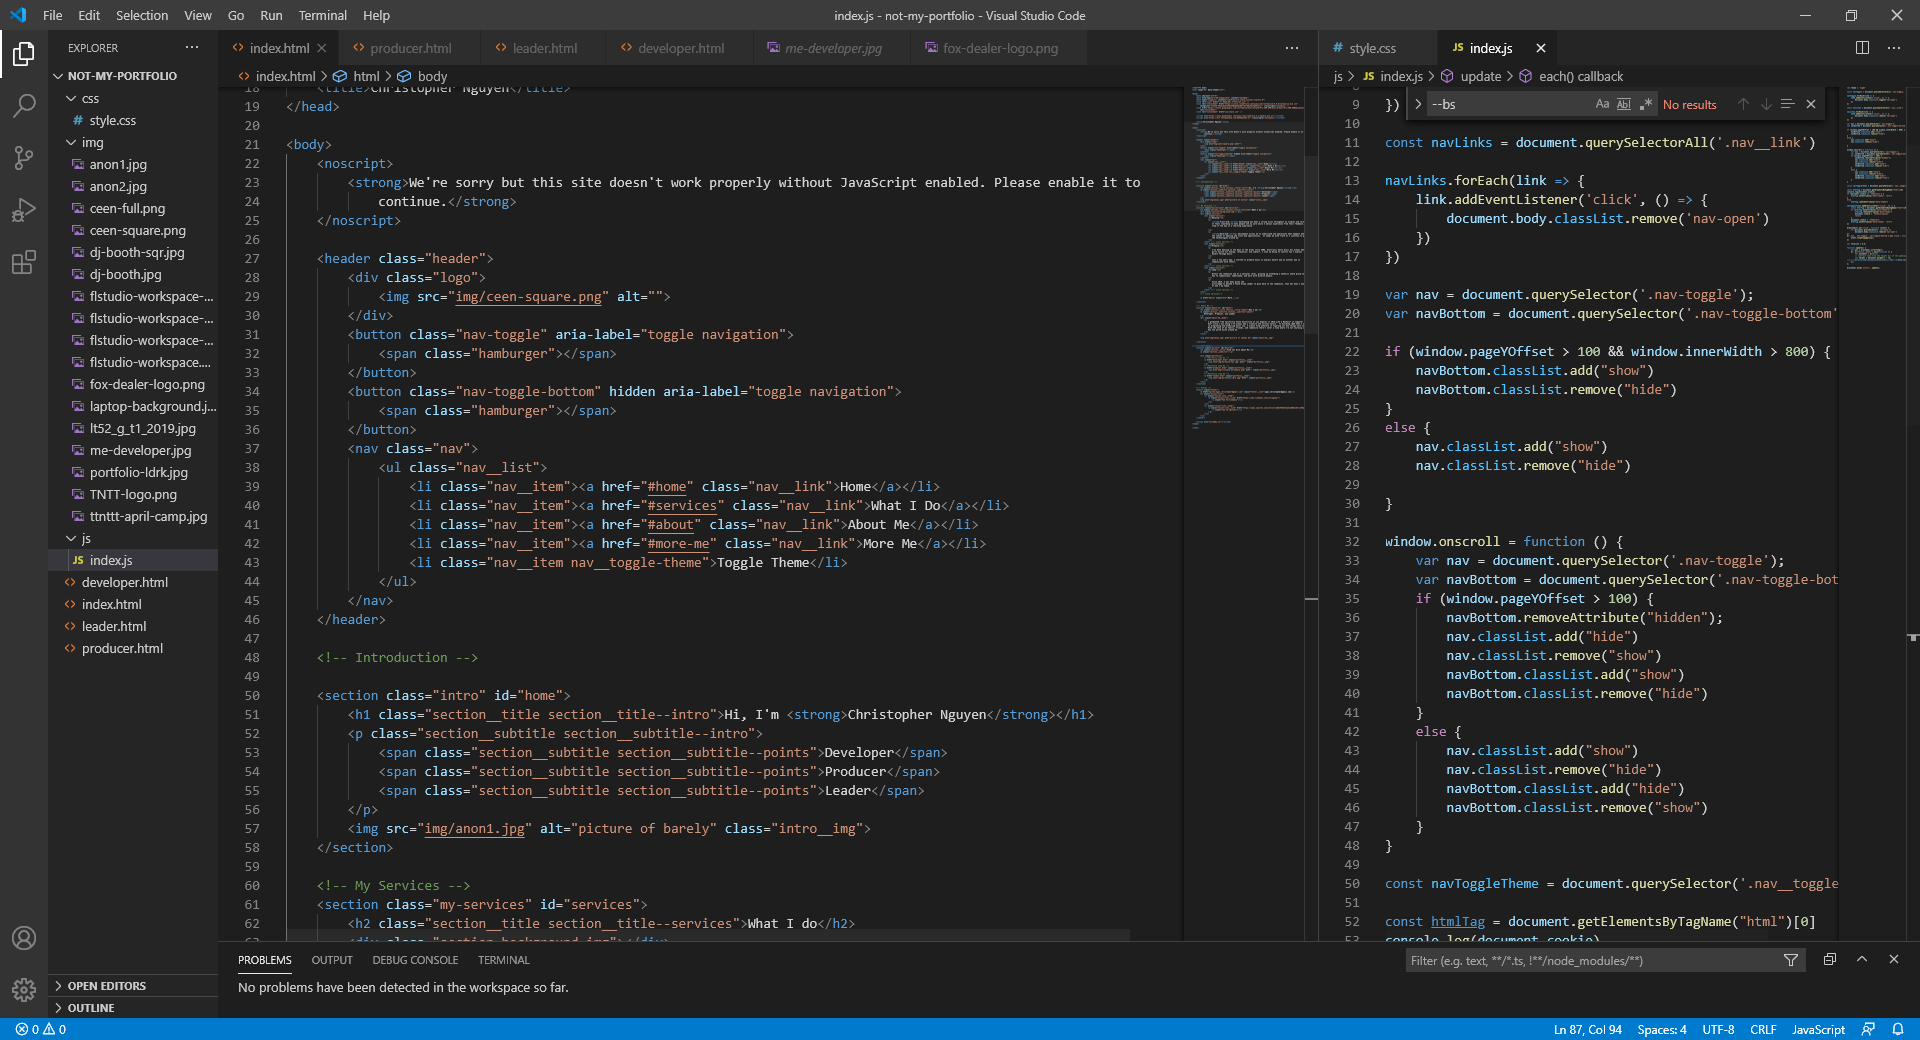 File Edit Selection View Go Run Terminal Help
index.js - not-my-portfolio - Visual Studio Code
EXPLORER
NOT-MY-PORTFOLIO
css
style.css
img
anon1.jpg
anon2.jpg
ceen-full.png
ceen-square.png
dj-booth-sqr.jpg
dj-booth.jpg
flstudio-workspace-...
flstudio-workspace-...
flstudio-workspace-...
flstudio-workspace....
fox-dealer-logo.png
laptop-background.j...
lt52_g_t1_2019.jpg
me-developer.jpg
portfolio-ldrk.jpg
TNTT-logo.png
ttnttt-april-camp.jpg
js
JS index.js
developer.html
index.html
leader.html
producer.html
OPEN EDITORS
OUTLINE
index.html producer.html leader.html developer.html me-developer.jpg fox-dealer-logo.png
index.html > html > body
18 <title>Christopher Nguyen</title>
19 </head>
20
21 <body>
22 <noscript>
23 <strong>We're sorry but this site doesn't work properly without JavaScript enabled. Please enable it to
24 continue.</strong>
25 </noscript>
26
27 <header class="header">
28 <div class="logo">
29 <img src="img/ceen-square.png" alt="">
30 </div>
31 <button class="nav-toggle" aria-label="toggle navigation">
32 <span class="hamburger"></span>
33 </button>
34 <button class="nav-toggle-bottom" hidden aria-label="toggle navigation">
35 <span class="hamburger"></span>
36 </button>
37 <nav class="nav">
38 <ul class="nav__list">
39 <li class="nav__item"><a href="#home" class="nav__link">Home</a></li>
40 <li class="nav__item"><a href="#services" class="nav__link">What I Do</a></li>
41 <li class="nav__item"><a href="#about" class="nav__link">About Me</a></li>
42 <li class="nav__item"><a href="#more-me" class="nav__link">More Me</a></li>
43 <li class="nav__item nav__toggle-theme">Toggle Theme</li>
44 </ul>
45 </nav>
46 </header>
47
48 <!-- Introduction -->
49
50 <section class="intro" id="home">
51 <h1 class="section__title section__title--intro">Hi, I'm <strong>Christopher Nguyen</strong></h1>
52 <p class="section__subtitle section__subtitle--intro">
53 <span class="section__subtitle section__subtitle--points">Developer</span>
54 <span class="section__subtitle section__subtitle--points">Producer</span>
55 <span class="section__subtitle section__subtitle--points">Leader</span>
56 </p>
57 <img src="img/anon1.jpg" alt="picture of barely" class="intro__img">
58 </section>
59
60 <!-- My Services -->
61 <section class="my-services" id="services">
62 <h2 class="section__title section__title--services">What I do</h2>
63 <div class="section-background-img"></div>
style.css JS index.js
js > JS index.js > update > each() callback
--bs Aa Abl .* No results
8
9 })
10
11 const navLinks = document.querySelectorAll('.nav__link')
12
13 navLinks.forEach(link => {
14 link.addEventListener('click', () => {
15 document.body.classList.remove('nav-open')
16 })
17 })
18
19 var nav = document.querySelector('.nav-toggle');
20 var navBottom = document.querySelector('.nav-toggle-bottom'
21
22 if (window.pageYOffset > 100 && window.innerWidth > 800) {
23 navBottom.classList.add("show")
24 navBottom.classList.remove("hide")
25 }
26 else {
27 nav.classList.add("show")
28 nav.classList.remove("hide")
29
30 }
31
32 window.onscroll = function () {
33 var nav = document.querySelector('.nav-toggle');
34 var navBottom = document.querySelector('.nav-toggle-bot
35 if (window.pageYOffset > 100) {
36 navBottom.removeAttribute("hidden");
37 nav.classList.add("hide")
38 nav.classList.remove("show")
39 navBottom.classList.add("show")
40 navBottom.classList.remove("hide")
41 }
42 else {
43 nav.classList.add("show")
44 nav.classList.remove("hide")
45 navBottom.classList.add("hide")
46 navBottom.classList.remove("show")
47 }
48 }
49
50 const navToggleTheme = document.querySelector('.nav__toggle
51
52 const htmlTag = document.getElementsByTagName("html")[0]
53 console.log(document.cookie)
PROBLEMS OUTPUT DEBUG CONSOLE TERMINAL
Filter (e.g. text, **/*.ts, !**/node_modules/**)
No problems have been detected in the workspace so far.
0 0
Ln 87, Col 94 Spaces: 4 UTF-8 CRLF JavaScript